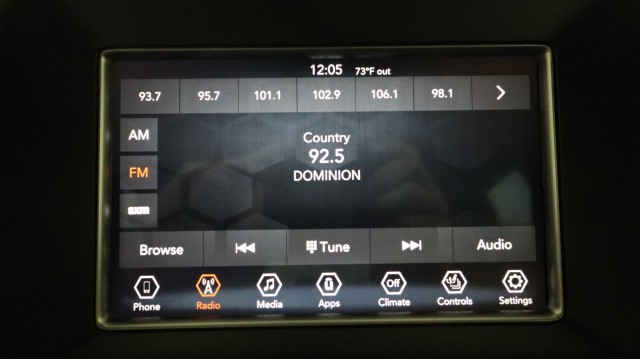 12:05 73°F out
93.7 95.7 101.1 102.9 106.1 98.1
AM
Country
92.5
FM
DOMINION
sxm
Browse Tune Audio
Off
Phone Radio Media Apps Climate Controls Settings